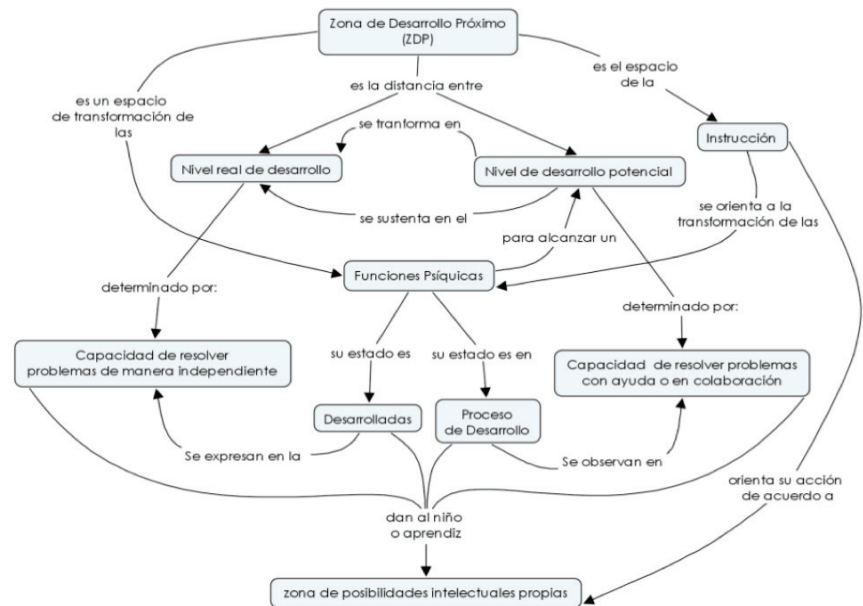 Zona de Desarrollo Próximo
(ZDP)
es el espacio
de la
es la distancia entre
es un espacio
de transformación de
las
se tranforma en
Instrucción
Nivel real de desarrollo
Nivel de desarrollo potencial
se orienta a la
transformación de las
se sustenta en el
para alcanzar un
Funciones Psíquicas
determinado por:
determinado por:
Capacidad de resolver
problemas de manera independiente
su estado es
su estado es en
Capacidad de resolver problemas
con ayuda o en colaboración
Desarrolladas
Proceso
de Desarrollo
Se expresan en la
Se observan en
orienta su acción
de acuerdo a
dan al niño
o aprendiz
zona de posibilidades intelectuales propias